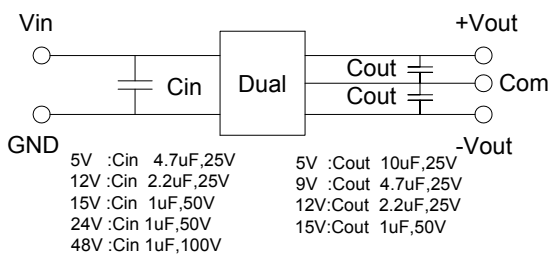 Vin
+Vout
Cin
Dual
Cout
Com
Cout
GND
-Vout
5V :Cin 4.7uF,25V
12V :Cin 2.2uF,25V
15V :Cin 1uF,50V
24V :Cin 1uF,50V
48V :Cin 1uF,100V
5V :Cout 10uF,25V
9V :Cout 4.7uF,25V
12V:Cout 2.2uF,25V
15V:Cout 1uF,50V